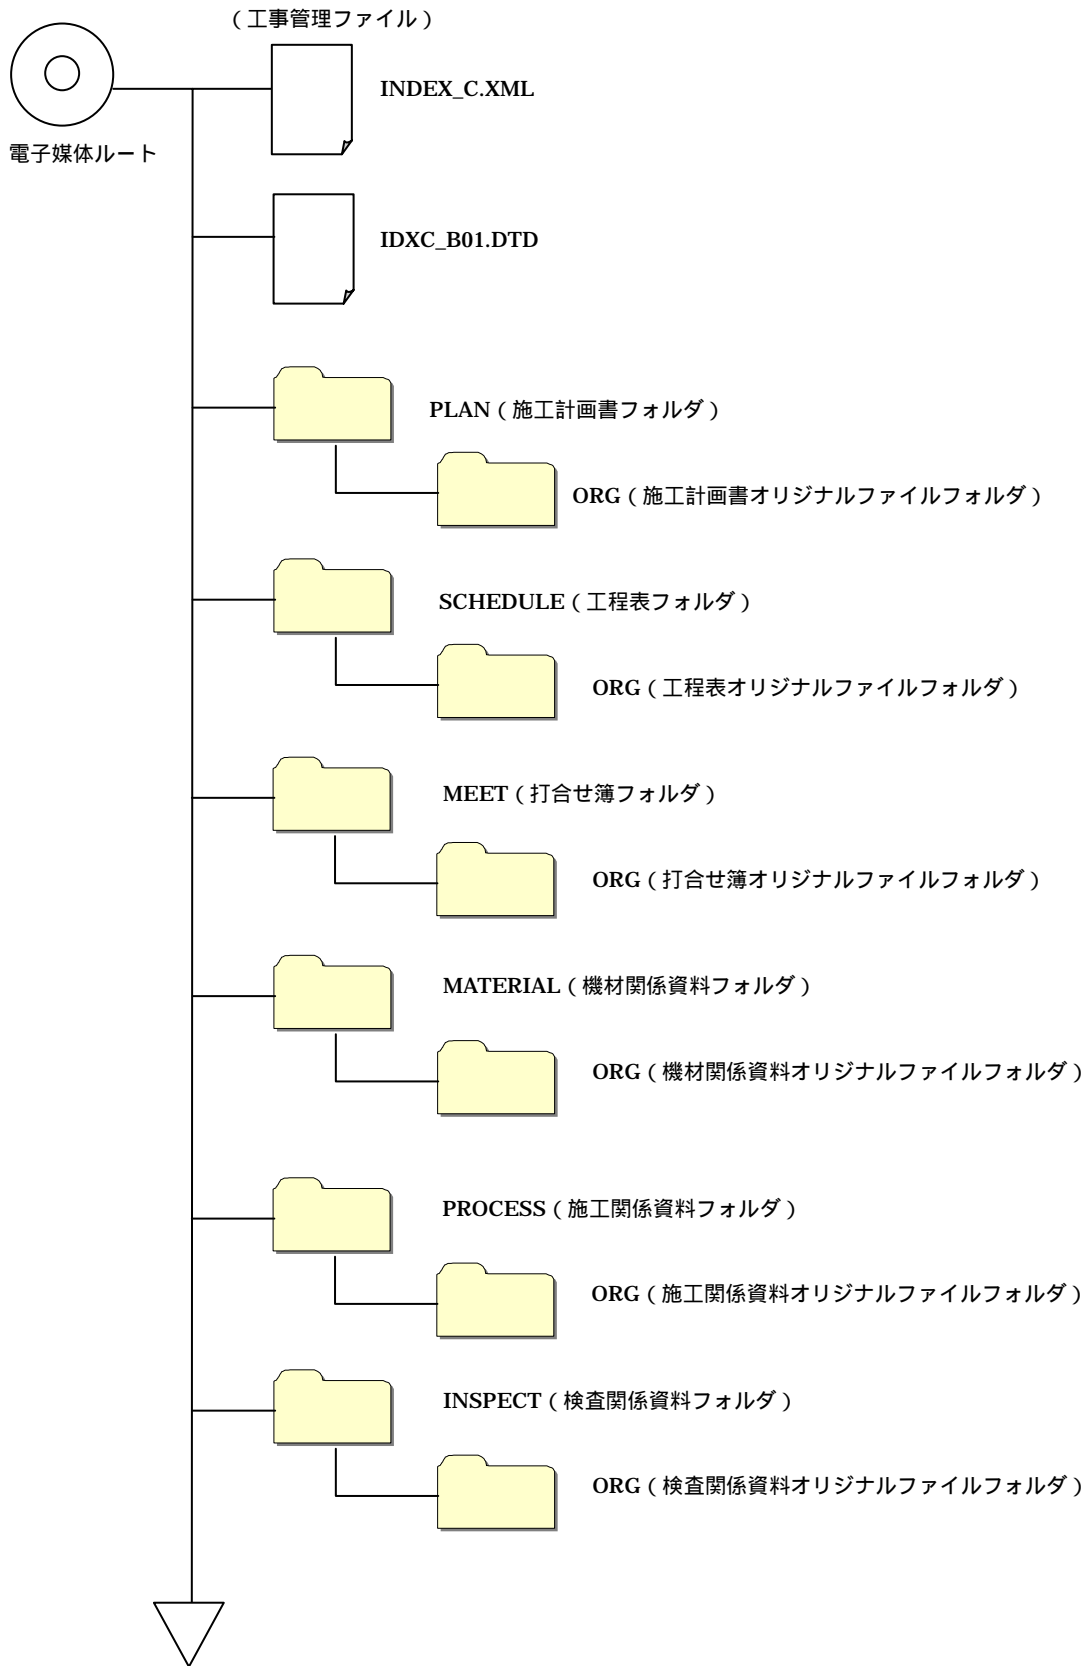 （工事管理ファイル）
INDEX_C.XML
電子媒体ルート
IDXC_B01.DTD
PLAN（施工計画書フォルダ）
ORG（施工計画書オリジナルファイルフォルダ）
SCHEDULE（工程表フォルダ）
ORG（工程表オリジナルファイルフォルダ）
MEET（打合せ簿フォルダ）
ORG（打合せ簿オリジナルファイルフォルダ）
MATERIAL（機材関係資料フォルダ）
ORG（機材関係資料オリジナルファイルフォルダ）
PROCESS（施工関係資料フォルダ）
ORG（施工関係資料オリジナルファイルフォルダ）
INSPECT（検査関係資料フォルダ）
ORG（検査関係資料オリジナルファイルフォルダ）